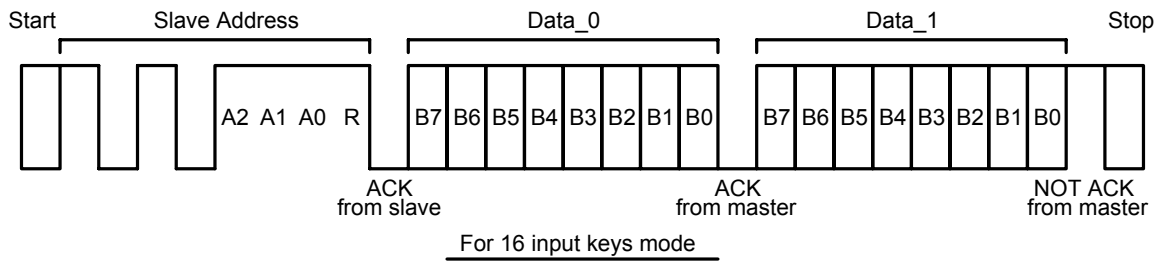 Start Slave Address Data_0 Data_1 Stop
A2 A1 A0 R B7 B6 B5 B4 B3 B2 B1 B0 B7 B6 B5 B4 B3 B2 B1 B0
ACK ACK NOT ACK
from slave from master from master
For 16 input keys mode